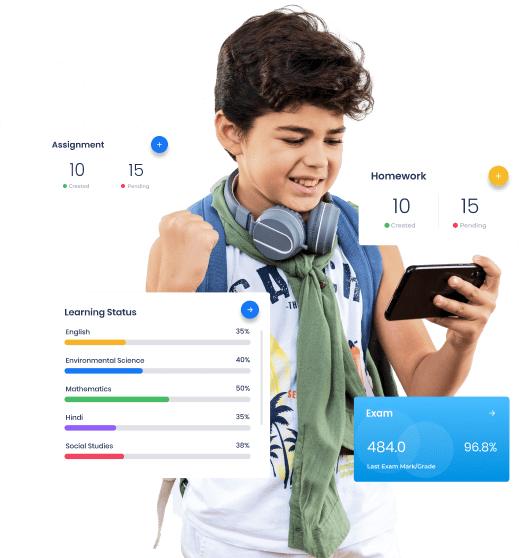 Assignment
+
10 15
Created Pending
Homework
+
10 15
Created Pending
BEACH
Learning Status
English 35%
Environmental Science 40%
Mathematics 50%
Hindi 35%
Social Studies 38%
Exam
484.0 96.8%
Last Exam Mark/Grade